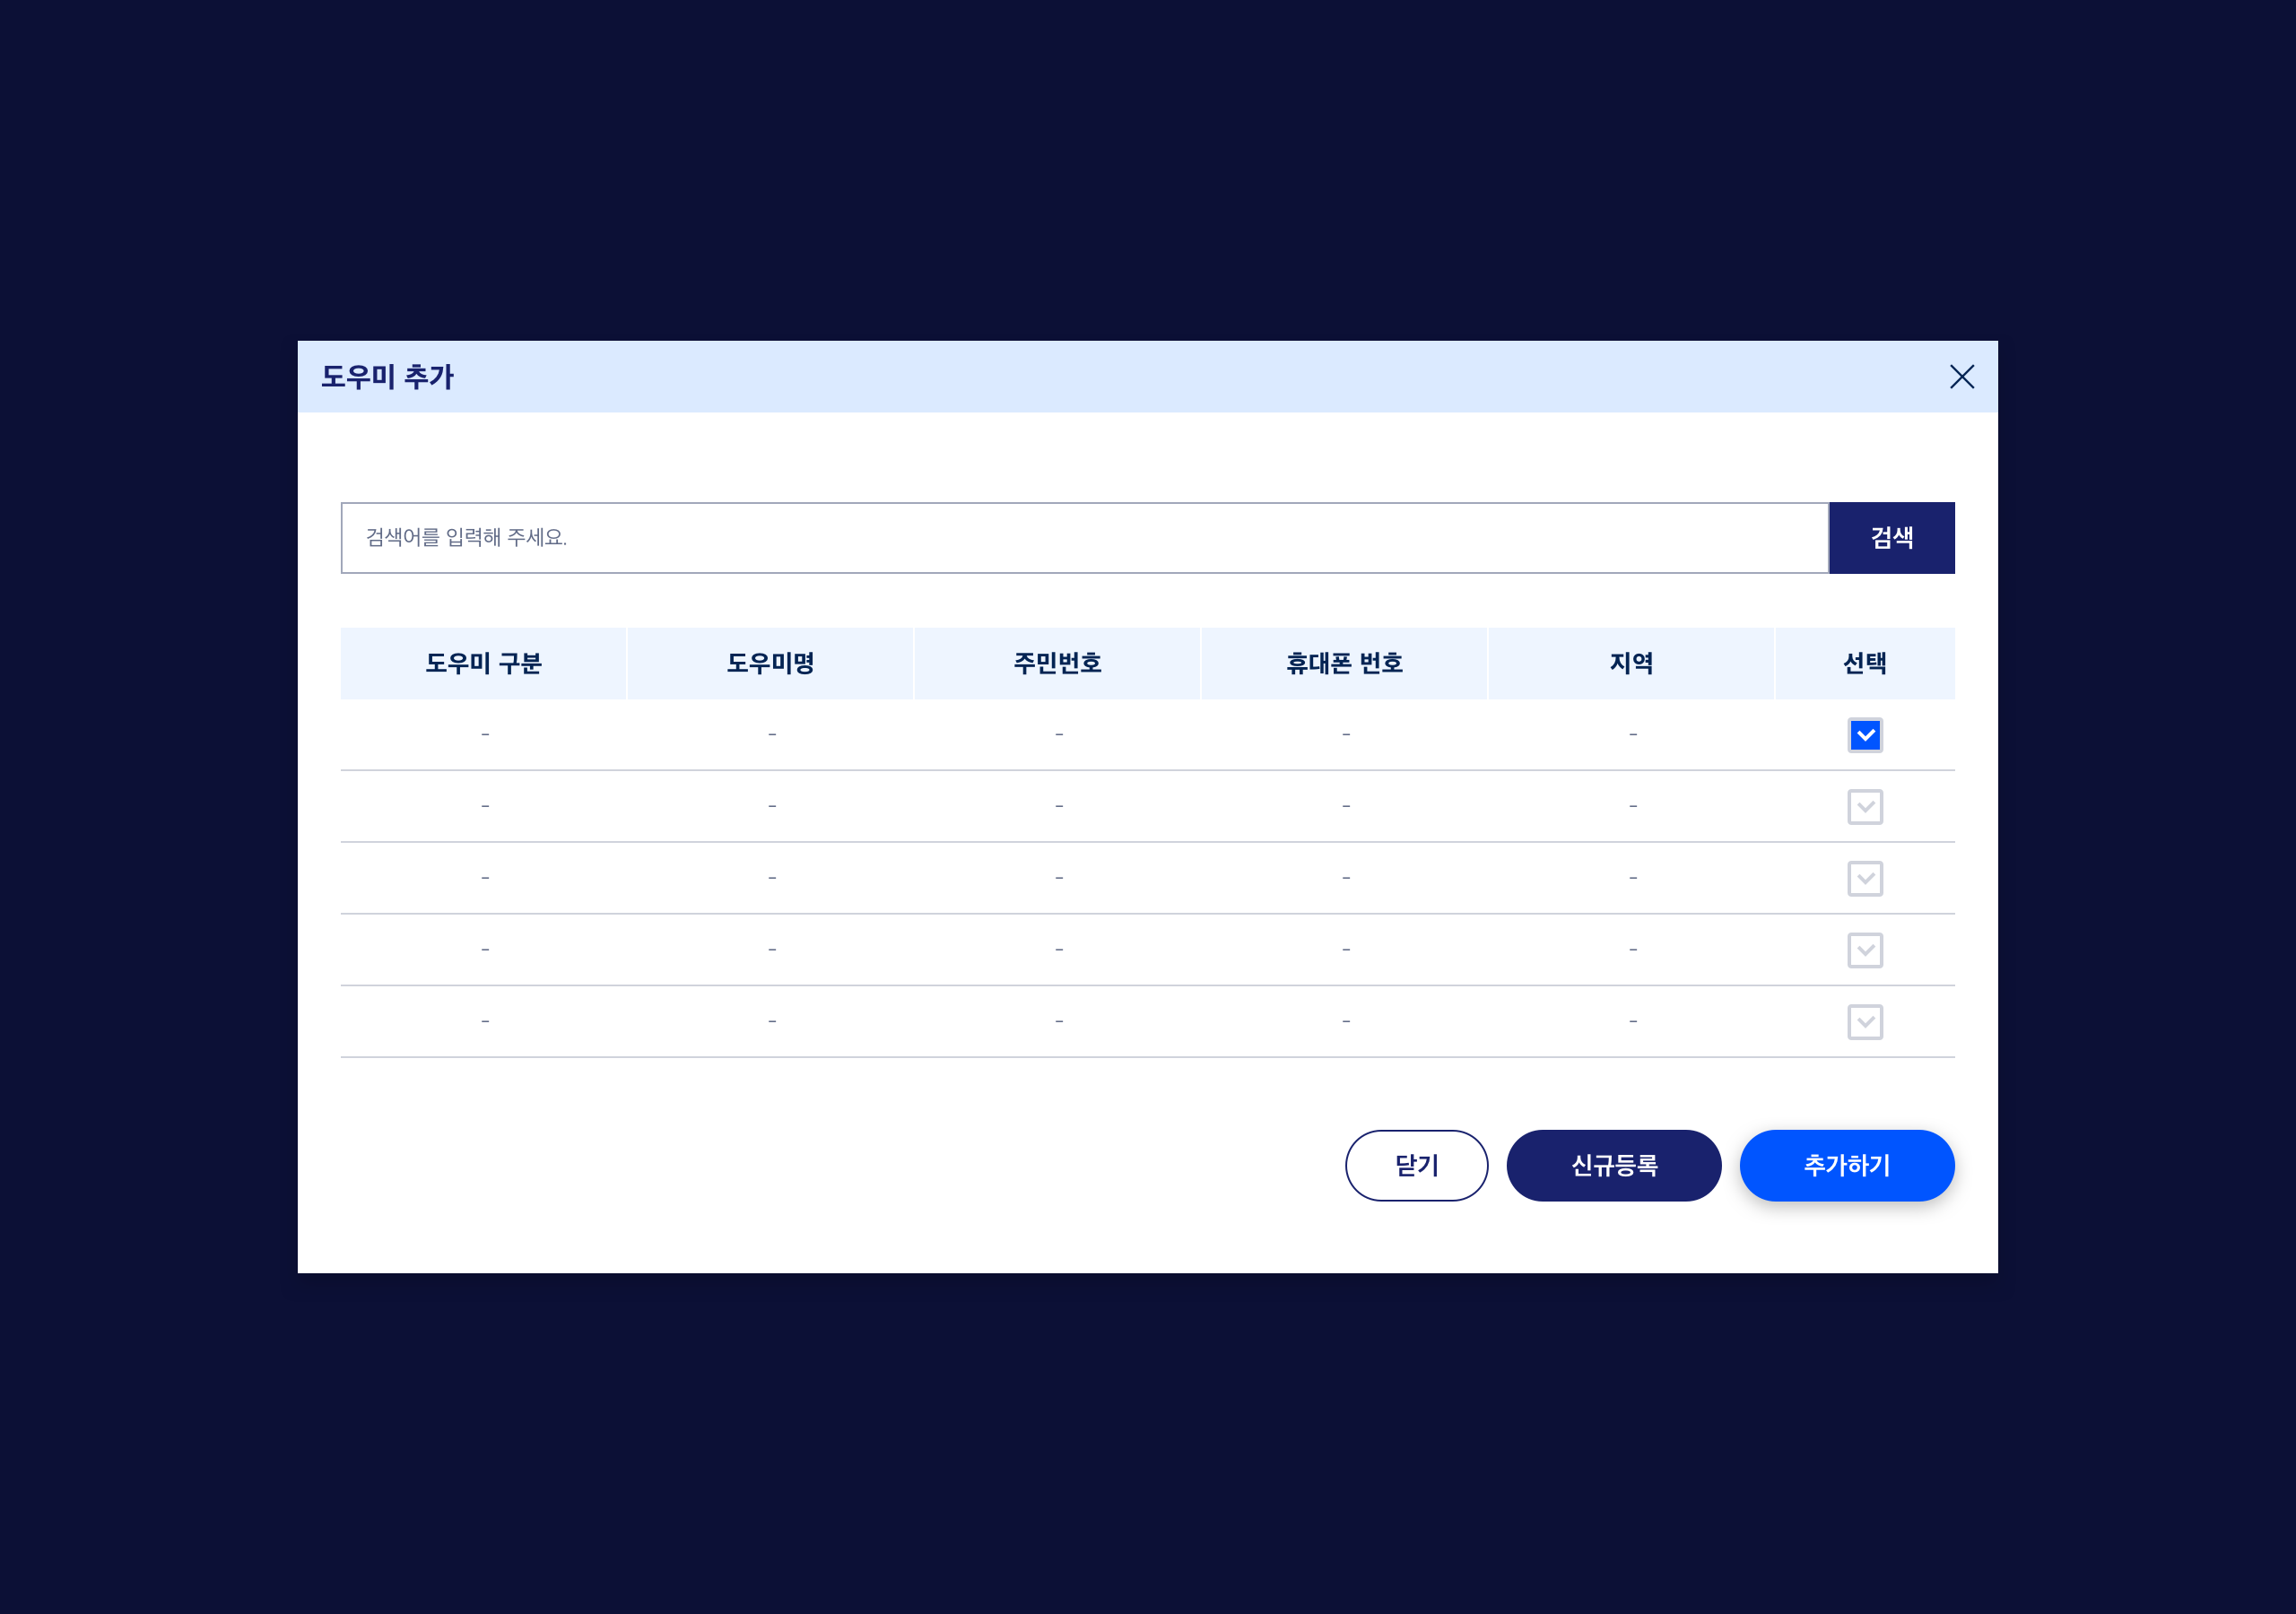 도우미 추가
검색어를 입력해 주세요.
검색
도우미 구분 도우미명 주민번호 휴대폰 번호 지역 선택
- - - - -
- - - - -
- - - - -
- - - - -
- - - - -
닫기 신규등록 추가하기